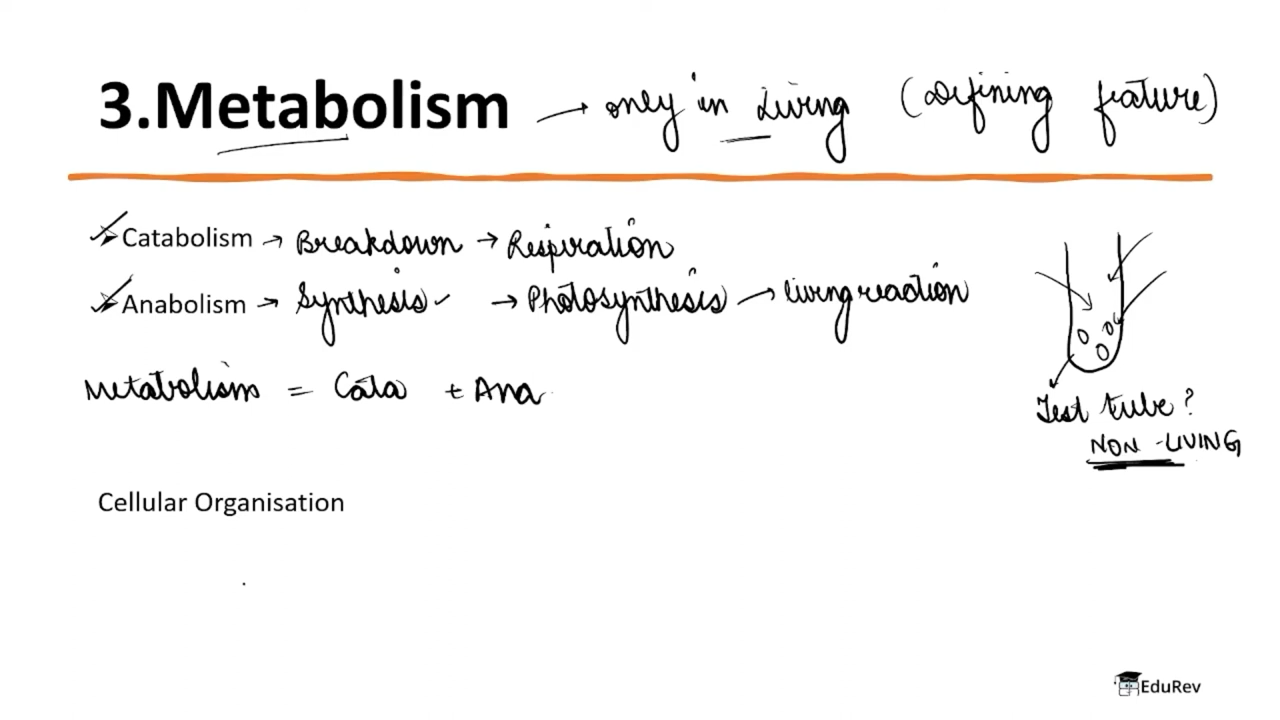 3.Metabolism → only in Living (Defining feature)
Catabolism → Breakdown → Respiration
Anabolism → Synthesis ✓ → Photosynthesis → living reaction
Metabolism = Cata + Ana
Test tube?
NON-LIVING
Cellular Organisation
EduRev